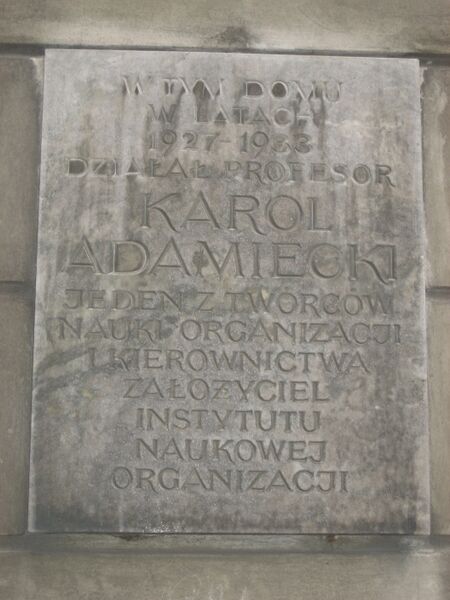 W TYM DOMU
W LATACH
1927-1933
DZIAŁAŁ PROFESOR
KAROL
ADAMIECKI
JEDEN Z TWÓRCÓW
NAUKI ORGANIZACJI
I KIEROWNICTWA
ZAŁOŻYCIEL
INSTYTUTU
NAUKOWEJ
ORGANIZACJI